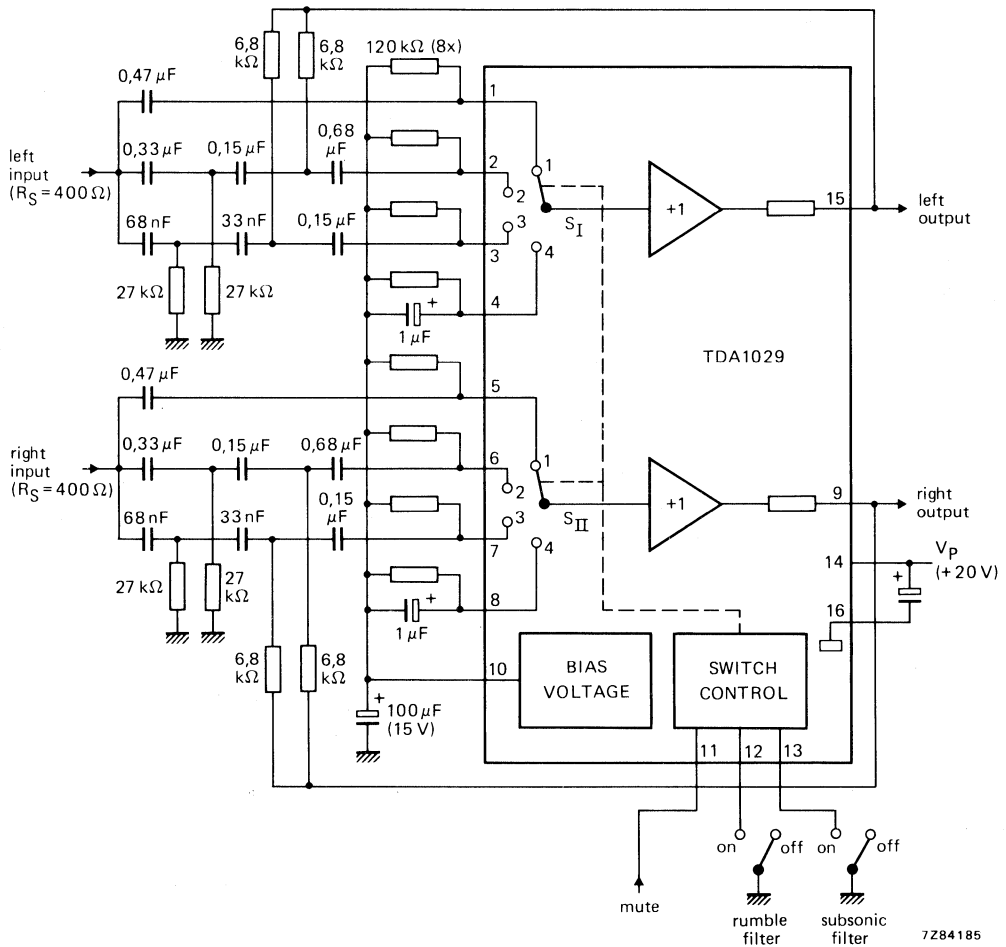 6,8
kΩ
6,8
kΩ
120 kΩ (8x)
0,47 µF
1
left
input
(RS = 400 Ω)
0,33 µF
0,15 µF
0,68
µF
2
1
2
68 nF
33 nF
0,15 µF
3
3
SI
4
+1
15
left
output
27 kΩ
27 kΩ
4
+
1 µF
TDA1029
0,47 µF
5
right
input
(RS = 400 Ω)
0,33 µF
0,15 µF
0,68 µF
6
1
2
68 nF
33 nF
0,15
µF
7
3
SII
4
+1
9
right
output
14
VP
(+20 V)
+
16
27 kΩ
27
kΩ
+
1 µF
8
6,8
kΩ
6,8
kΩ
10
BIAS
VOLTAGE
SWITCH
CONTROL
+
100 µF
(15 V)
11
12
13
on
off
on
off
mute
rumble
filter
subsonic
filter
7Z84185